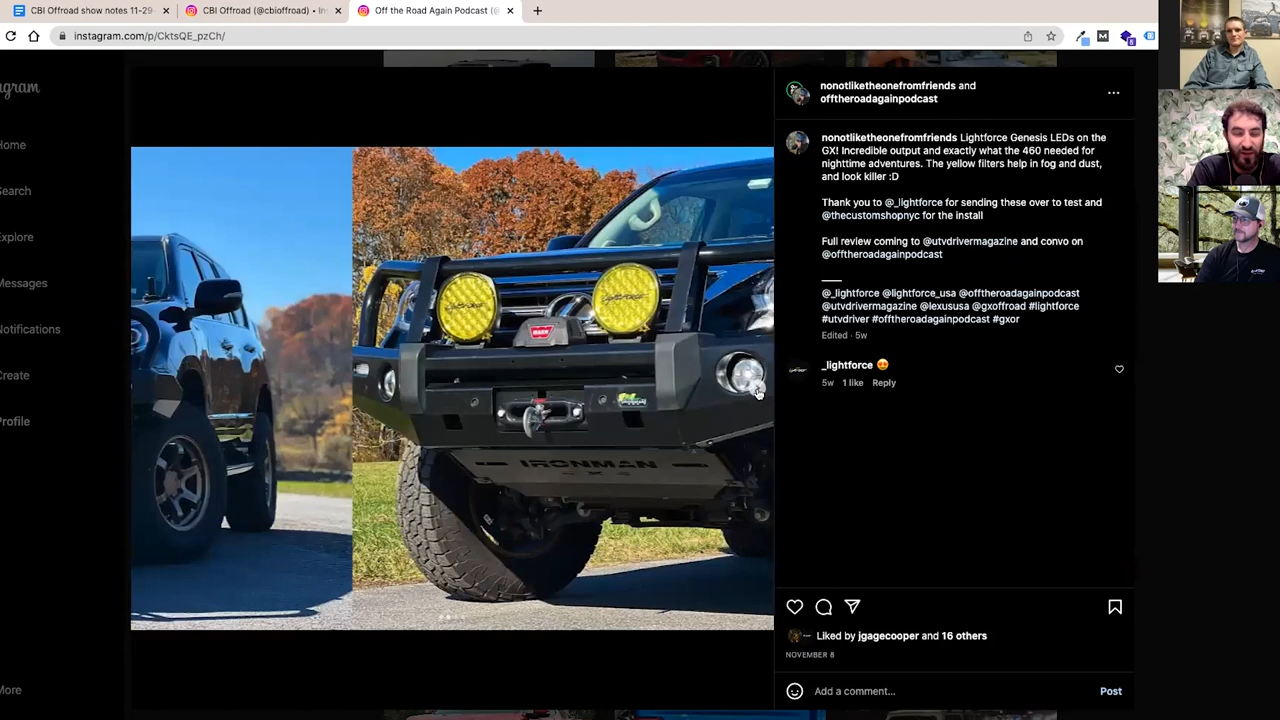 CBI Offroad show notes 11-29-
CBI Offroad (@cbioffroad) • In
Off the Road Again Podcast (@
instagram.com/p/CktsQE_pzCh/
gram
Home
Search
Explore
Messages
Notifications
Create
Profile
More
WARN
IRONMAN
nonotliketheonefromfriends and
offtheroadagainpodcast
nonotliketheonefromfriends Lightforce Genesis LEDs on the
GX! Incredible output and exactly what the 460 needed for
nighttime adventures. The yellow filters help in fog and dust,
and look killer :D
Thank you to @_lightforce for sending these over to test and
@thecustomshopnyc for the install
Full review coming to @utvdrivermagazine and convo on
@offtheroadagainpodcast
@_lightforce @lightforce_usa @offtheroadagainpodcast
@utvdrivermagazine @lexususa @gxoffroad #lightforce
#utvdriver #offtheroadagainpodcast #gxor
Edited · 5w
_lightforce 😍
5w 1 like Reply
Liked by jgagecooper and 16 others
NOVEMBER 8
Add a comment...
Post